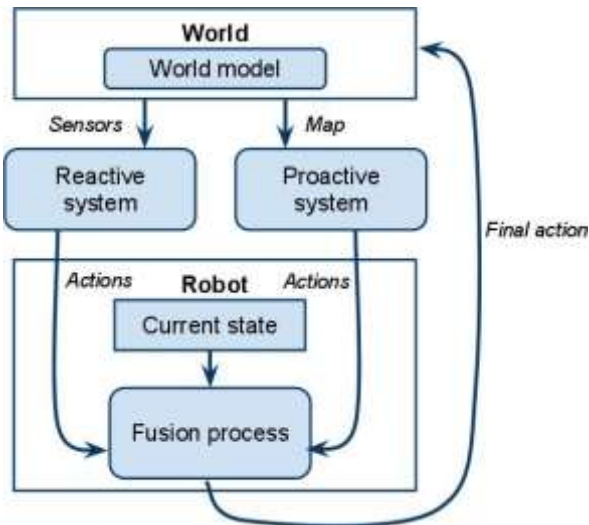 World
World model
Sensors
Map
Reactive
system
Proactive
system
Final action
Actions
Robot
Actions
Current state
Fusion process